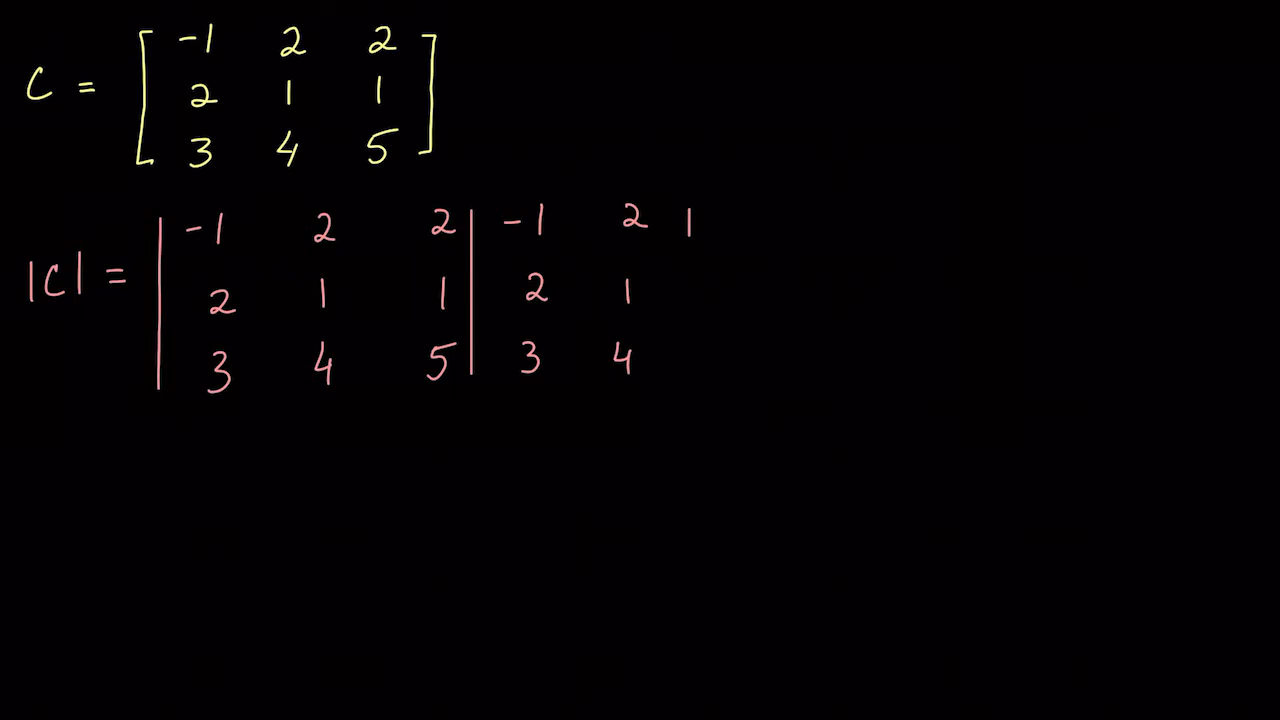 C = [ -1 2 2
2 1 1
3 4 5 ]
|C| = | -1 2 2 | -1 2 |
2 1 1 | 2 1
3 4 5 | 3 4